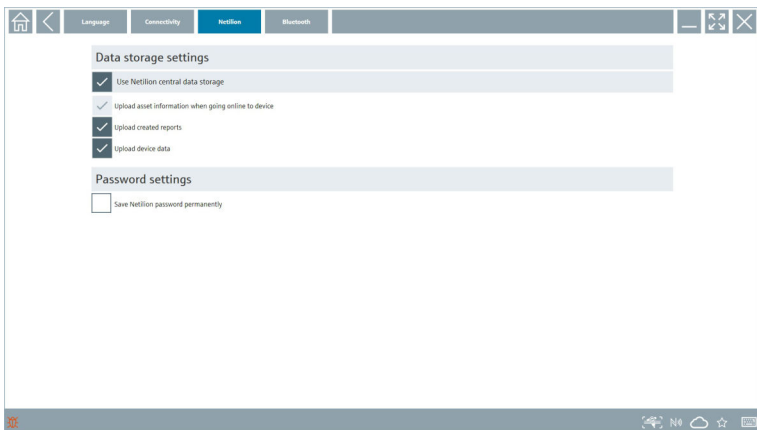 Language
Connectivity
Netilion
Bluetooth
Data storage settings
Use Netilion central data storage
Upload asset information when going online to device
Upload created reports
Upload device data
Password settings
Save Netilion password permanently